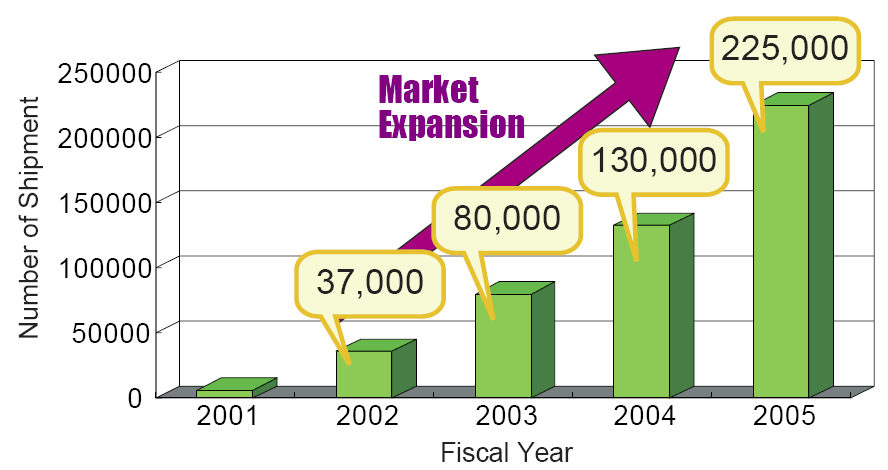 Market
Expansion
225,000
130,000
80,000
37,000
Number of Shipment
250000
200000
150000
100000
50000
0
2001 2002 2003 2004 2005
Fiscal Year